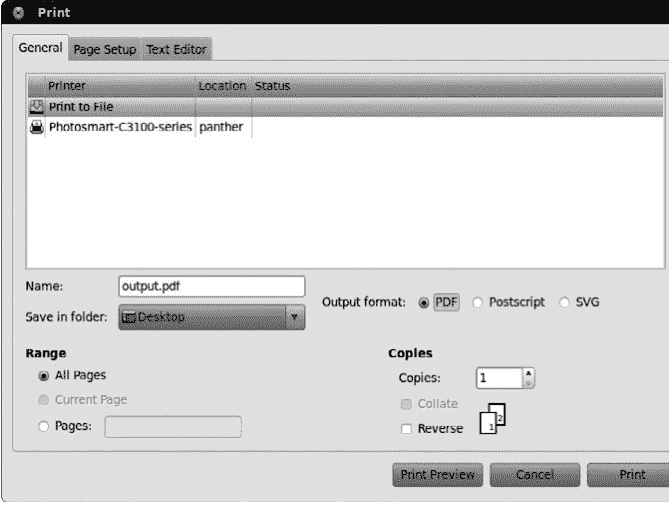 Print
General Page Setup Text Editor
Printer Location Status
Print to File
Photosmart-C3100-series panther
Name: output.pdf
Output format: PDF Postscript SVG
Save in folder: Desktop
Range Copies
All Pages Copies: 1
Current Page Collate
Pages: Reverse 1 2
Print Preview Cancel Print